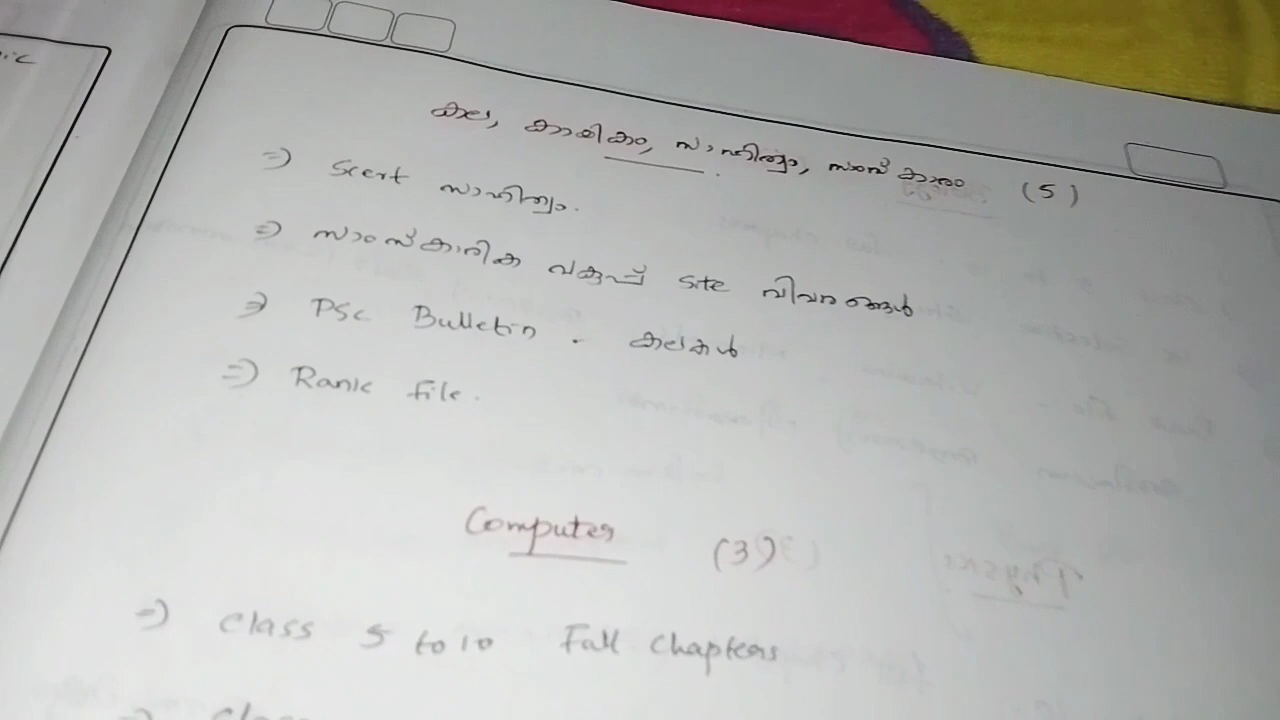 കല, കായികം, സാഹിത്യം, സംസ്കാരം (5)
=> Scert സാഹിത്യം.
=> സാംസ്കാരിക വകുപ്പ് site വിവരങ്ങൾ
=> PSC Bulletin . കലകൾ
=> Rank file.
Computer (3)
=> class 5 to 10 Full chapters